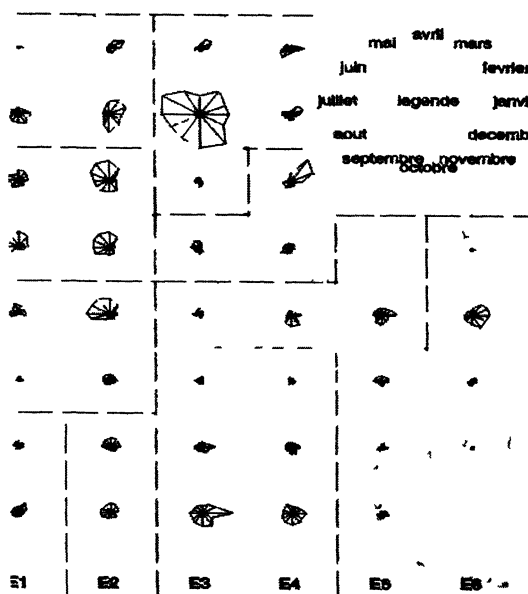 avril
mai mars
juin fevrier
juillet legende janvi
aout decemb
septembre novembre
octobre
E1 E2 E3 E4 E5 E6